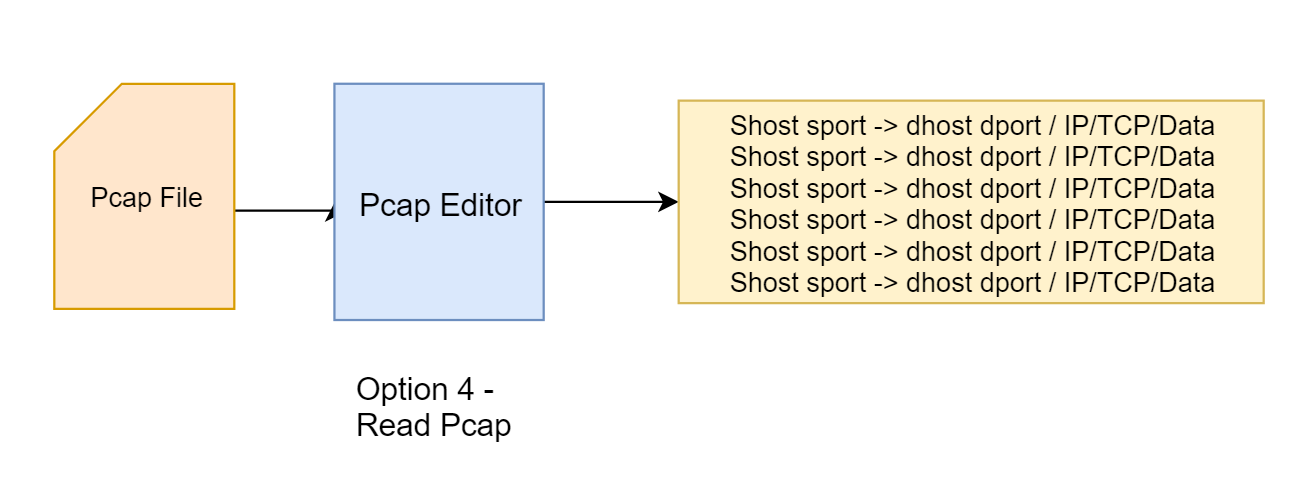 Pcap File
Pcap Editor
Shost sport -> dhost dport / IP/TCP/Data
Shost sport -> dhost dport / IP/TCP/Data
Shost sport -> dhost dport / IP/TCP/Data
Shost sport -> dhost dport / IP/TCP/Data
Shost sport -> dhost dport / IP/TCP/Data
Shost sport -> dhost dport / IP/TCP/Data
Option 4 -
Read Pcap